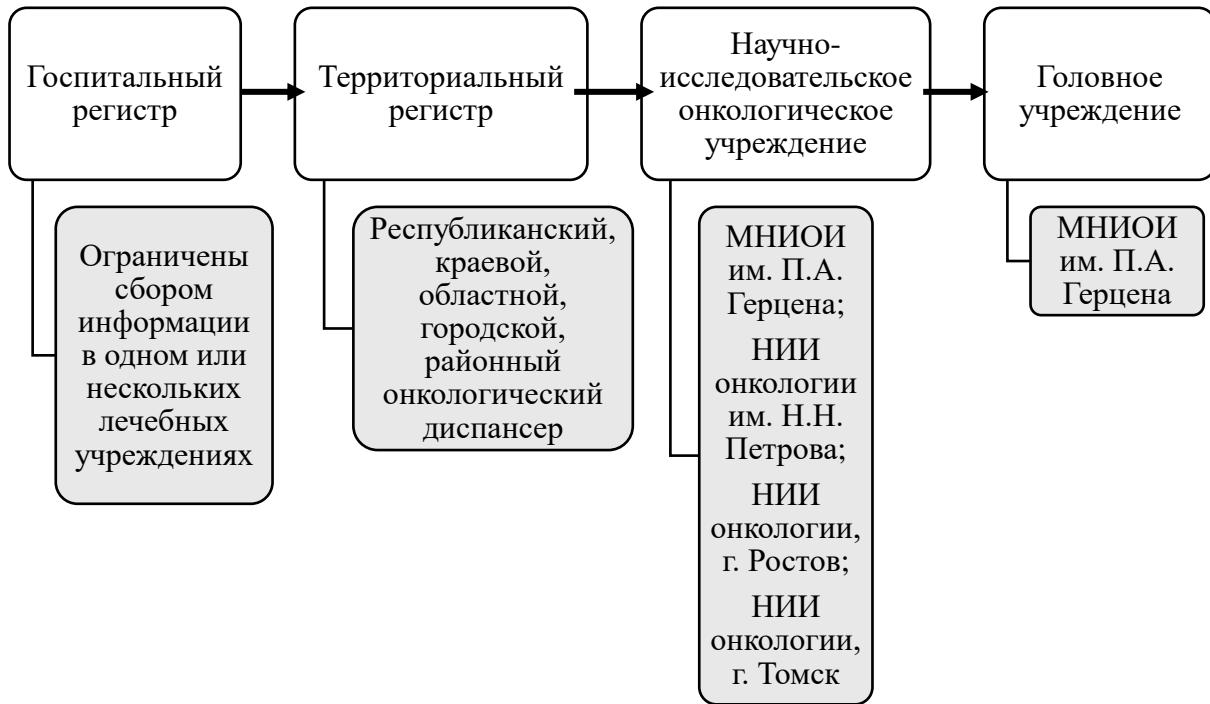 Госпитальный
регистр
Территориальный
регистр
Научно-
исследовательское
онкологическое
учреждение
Головное
учреждение
Ограничены
сбором
информации
в одном или
нескольких
лечебных
учреждениях
Республиканский,
краевой,
областной,
городской,
районный
онкологический
диспансер
МНИОИ
им. П.А.
Герцена;
НИИ
онкологии
им. Н.Н.
Петрова;
НИИ
онкологии,
г. Ростов;
НИИ
онкологии,
г. Томск
МНИОИ
им. П.А.
Герцена